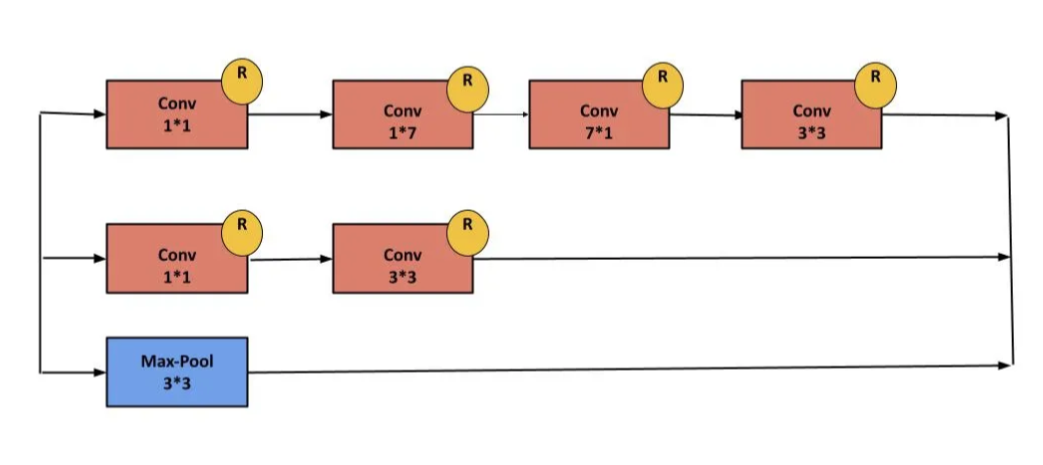 R
Conv
1*1
R
Conv
1*7
R
Conv
7*1
R
Conv
3*3
R
Conv
1*1
R
Conv
3*3
Max-Pool
3*3